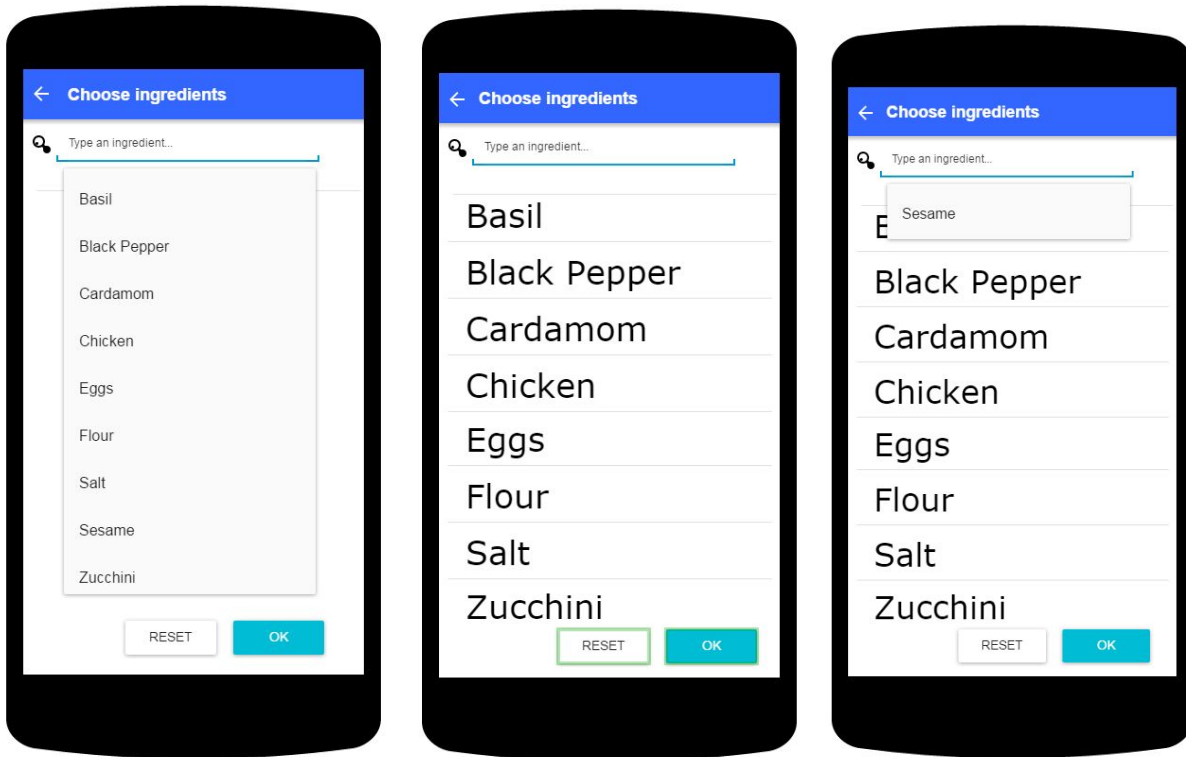 Choose ingredients
Type an ingredient...
Basil
Black Pepper
Cardamom
Chicken
Eggs
Flour
Salt
Sesame
Zucchini
RESET
OK
Choose ingredients
Type an ingredient...
Basil
Black Pepper
Cardamom
Chicken
Eggs
Flour
Salt
Zucchini
RESET
OK
Choose ingredients
Type an ingredient...
Sesame
Black Pepper
Cardamom
Chicken
Eggs
Flour
Salt
Zucchini
RESET
OK